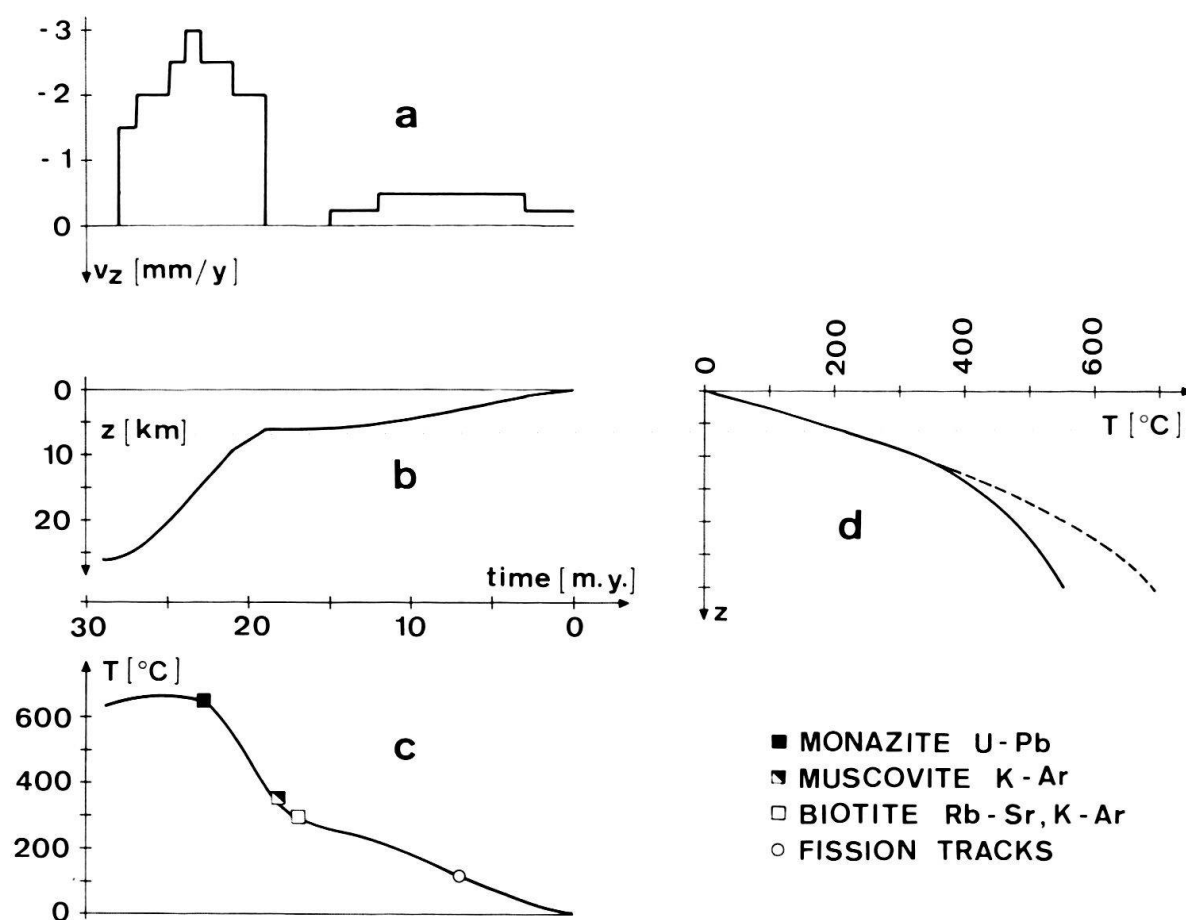 - 3
- 2
- 1
0
a
vz [mm/y]
0
z [km]
10
20
b
time [m.y.]
30
20
10
0
0
200
400
600
T [°C]
d
z
T [°C]
600
400
200
0
c
■ MONAZITE U-Pb
MUSCOVITE K-Ar
□ BIOTITE Rb-Sr, K-Ar
○ FISSION TRACKS